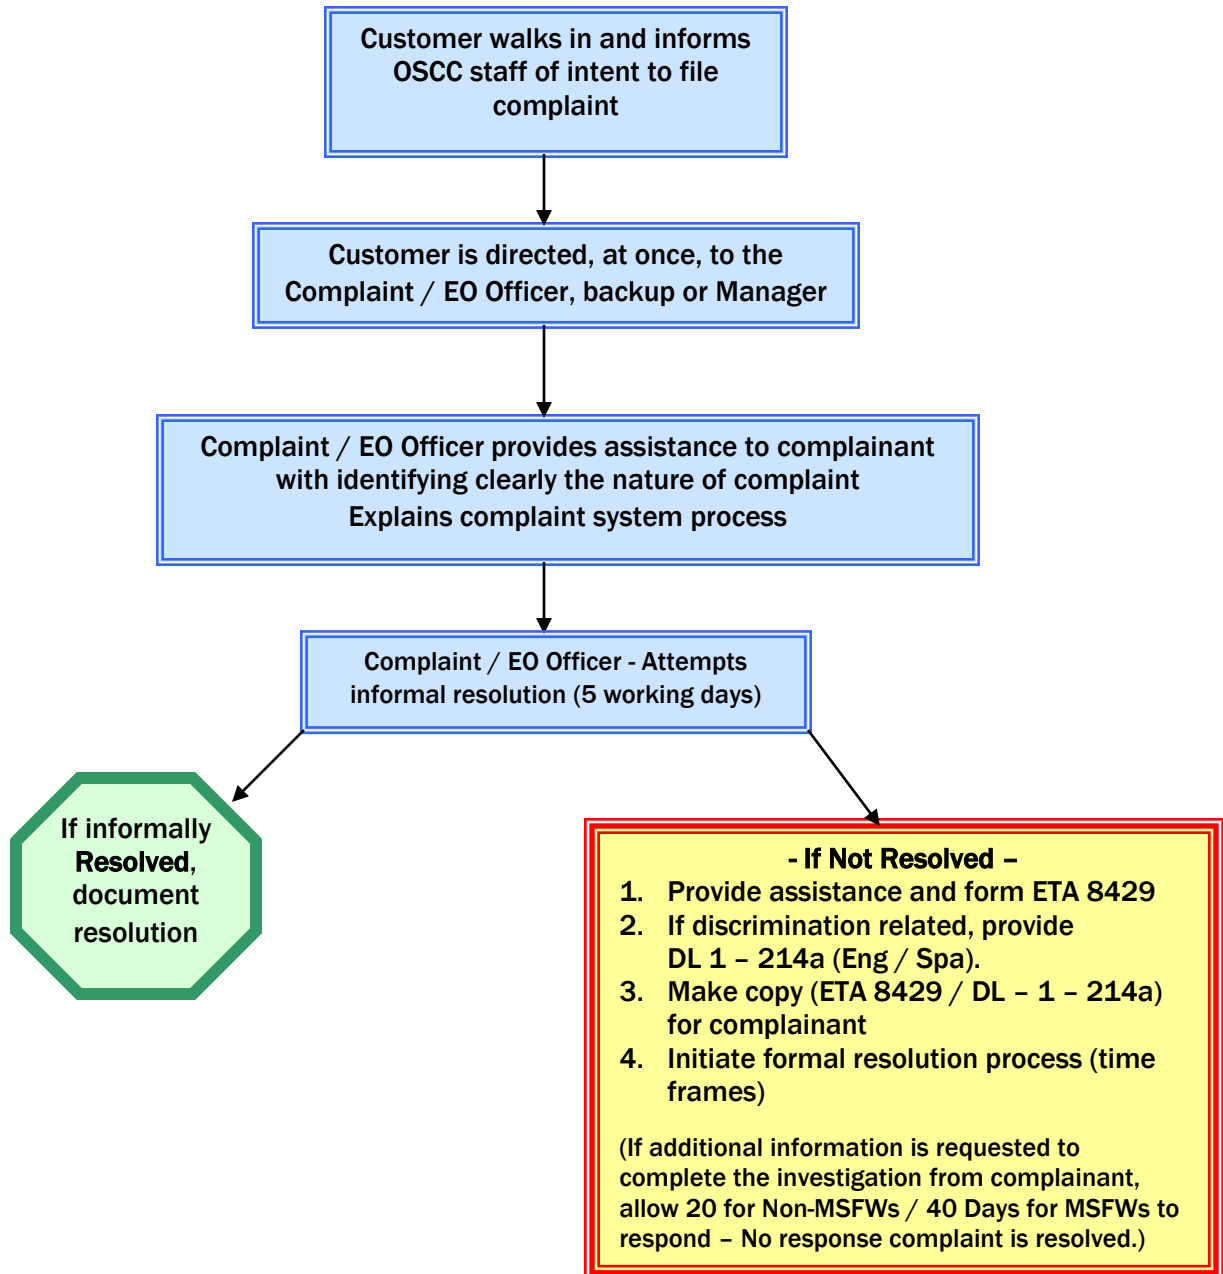 Customer walks in and informs
OSCC staff of intent to file
complaint
Customer is directed, at once, to the
Complaint / EO Officer, backup or Manager
Complaint / EO Officer provides assistance to complainant
with identifying clearly the nature of complaint
Explains complaint system process
Complaint / EO Officer - Attempts
informal resolution (5 working days)
If informally
Resolved,
document
resolution
- If Not Resolved –
1. Provide assistance and form ETA 8429
2. If discrimination related, provide
DL 1 – 214a (Eng / Spa).
3. Make copy (ETA 8429 / DL – 1 – 214a)
for complainant
4. Initiate formal resolution process (time
frames)
(If additional information is requested to
complete the investigation from complainant,
allow 20 for Non-MSFWs / 40 Days for MSFWs to
respond – No response complaint is resolved.)